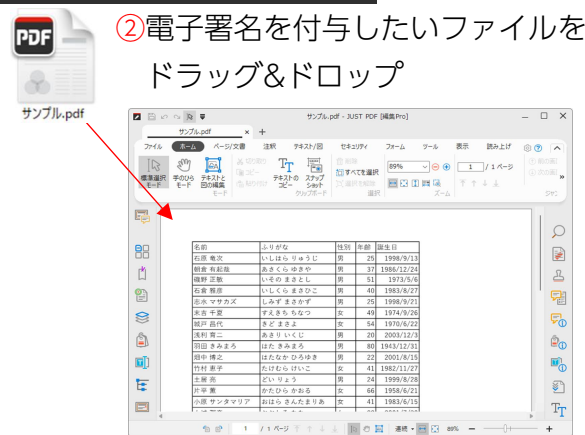 PDF
サンプル.pdf
②電子署名を付与したいファイルを
ドラッグ&ドロップ
サンプル.pdf - JUST PDF [編集Pro]
サンプル.pdf × +
ファイル ホーム ページ/文書 注釈 テキスト/図 セキュリティ フォーム ツール 表示 読み上げ
標準選択モード
手のひらモード
テキストと図の編集
モード
切り取り
コピー
テキストのコピー
スナップショット
クリップボード
削除
すべてを選択
選択を解除
選択
89%
ズーム
1 / 1 ページ
名前 ふりがな 性別 年齢 誕生日
石原 竜次 いしはら りゅうじ 男 25 1998/9/13
朝倉 有起哉 あさくら ゆきや 男 37 1986/12/24
磯野 正敏 いその まさとし 男 51 1973/5/6
石倉 雅彦 いしくら まさひこ 男 40 1983/8/27
志水 マサカズ しみず まさかず 男 25 1998/9/21
末吉 千夏 すえきち ちなつ 女 49 1974/9/26
城戸 昌代 きど まさよ 女 54 1970/6/22
浅利 育二 あさり いくじ 男 20 2003/12/3
羽田 きみまろ はた きみまろ 男 80 1943/12/31
畑中 博之 はたなか ひろゆき 男 22 2001/8/15
竹村 恵子 たけむら けいこ 女 41 1982/11/27
土屋 亮 どい りょう 男 24 1999/8/28
片平 薫 かたひら かおる 女 66 1958/6/21
小原 サンタマリア おはら さんたまりあ 女 41 1983/6/15
1 / 1 ページ 連続 89%